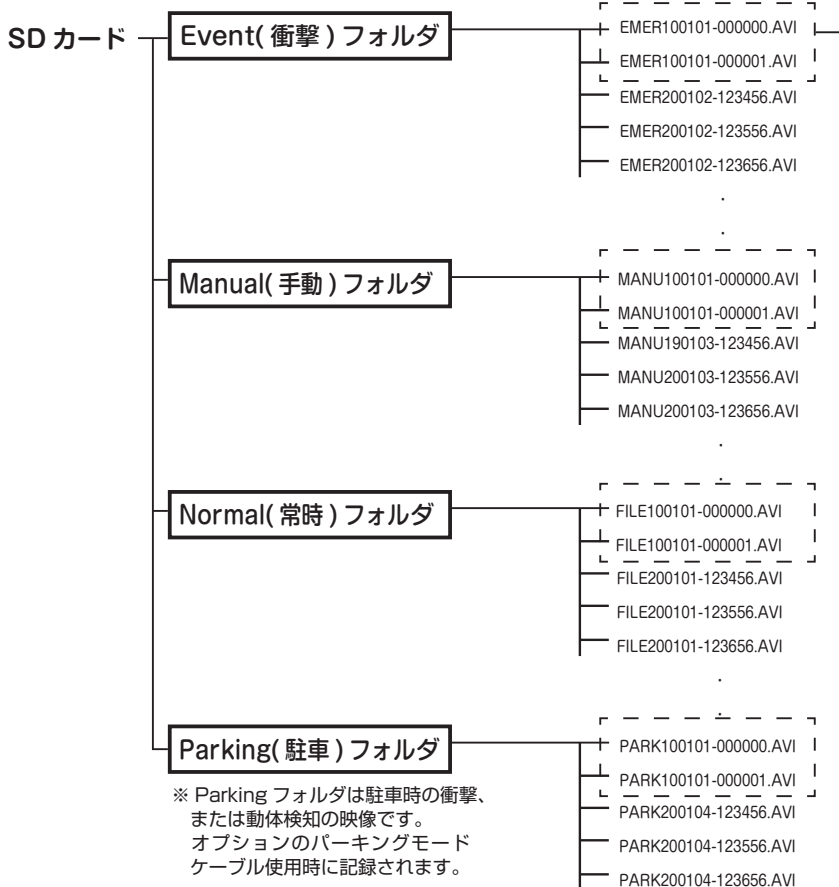 SD カード
Event( 衝撃 ) フォルダ
EMER100101-000000.AVI
EMER100101-000001.AVI
EMER200102-123456.AVI
EMER200102-123556.AVI
EMER200102-123656.AVI
Manual( 手動 ) フォルダ
MANU100101-000000.AVI
MANU100101-000001.AVI
MANU190103-123456.AVI
MANU200103-123556.AVI
MANU200103-123656.AVI
Normal( 常時 ) フォルダ
FILE100101-000000.AVI
FILE100101-000001.AVI
FILE200101-123456.AVI
FILE200101-123556.AVI
FILE200101-123656.AVI
Parking( 駐車 ) フォルダ
※ Parking フォルダは駐車時の衝撃、
または動体検知の映像です。
オプションのパーキングモード
ケーブル使用時に記録されます。
PARK100101-000000.AVI
PARK100101-000001.AVI
PARK200104-123456.AVI
PARK200104-123556.AVI
PARK200104-123656.AVI